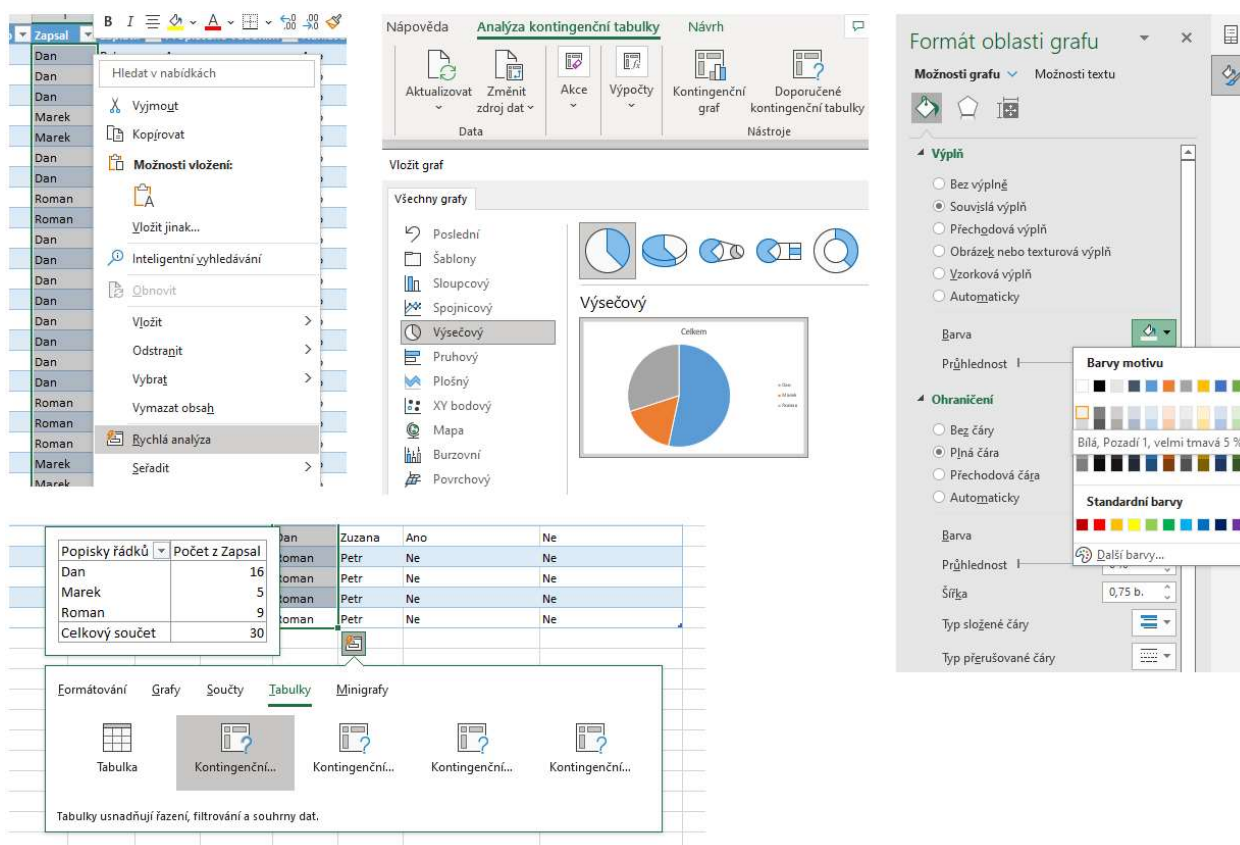 B I
Zapsal
Dan
Dan
Dan
Marek
Marek
Dan
Dan
Roman
Roman
Dan
Dan
Dan
Dan
Dan
Dan
Dan
Dan
Roman
Roman
Roman
Marek
Marek
Hledat v nabídkách
Vyjmout
Kopírovat
Možnosti vložení:
Vložit jinak...
Inteligentní vyhledávání
Obnovit
Vložit
Odstranit
Vybrat
Vymazat obsah
Rychlá analýza
Seřadit
Nápověda Analýza kontingenční tabulky Návrh
Aktualizovat
Změnit
zdroj dat
Akce
Výpočty
Kontingenční
graf
Doporučené
kontingenční tabulky
Data
Nástroje
Vložit graf
Všechny grafy
Poslední
Šablony
Sloupcový
Spojnicový
Výsečový
Pruhový
Plošný
XY bodový
Mapa
Burzovní
Povrchový
Výsečový
Celkem
Dan
Marek
Roman
Formát oblasti grafu
Možnosti grafu Možnosti textu
Výplň
Bez výplně
Souvislá výplň
Přechodová výplň
Obrázek nebo texturová výplň
Vzorková výplň
Automaticky
Barva
Průhlednost
Barvy motivu
Bílá, Pozadí 1, velmi tmavá 5 %
Standardní barvy
Další barvy...
Ohraničení
Bez čáry
Plná čára
Přechodová čára
Automaticky
Barva
Průhlednost
Šířka 0,75 b.
Typ složené čáry
Typ přerušované čáry
Popisky řádků Počet z Zapsal
Dan 16
Marek 5
Roman 9
Celkový součet 30
Dan Zuzana Ano Ne
Roman Petr Ne Ne
Roman Petr Ne Ne
Roman Petr Ne Ne
Roman Petr Ne Ne
Formátování Grafy Součty Tabulky Minigrafy
Tabulka Kontingenční... Kontingenční... Kontingenční... Kontingenční...
Tabulky usnadňují řazení, filtrování a souhrny dat.